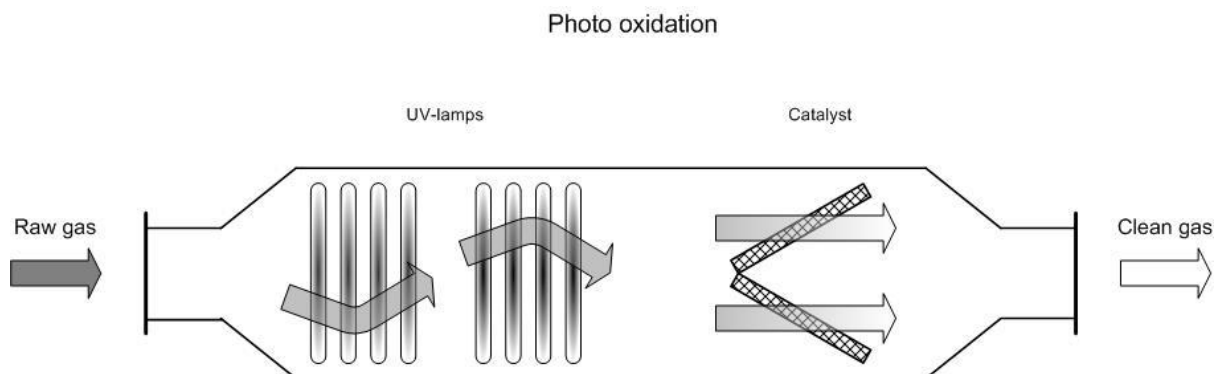 Photo oxidation
UV-lamps
Catalyst
Raw gas
Clean gas